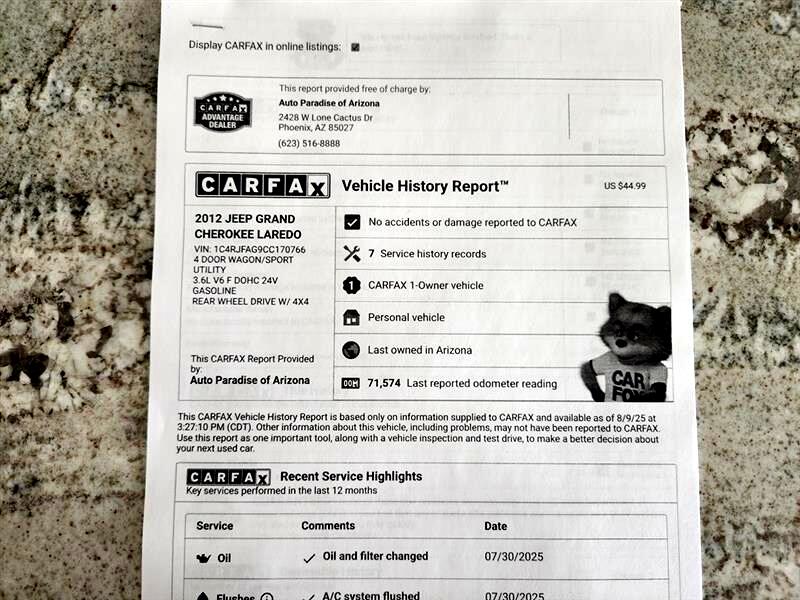 Display CARFAX in online listings:
This report provided free of charge by:
CARFAX
ADVANTAGE
DEALER
Auto Paradise of Arizona
2428 W Lone Cactus Dr
Phoenix, AZ 85027
(623) 516-8888
CARFAX Vehicle History Report™ US $44.99
2012 JEEP GRAND
CHEROKEE LAREDO
VIN: 1C4RJFAG9CC170766
4 DOOR WAGON/SPORT
UTILITY
3.6L V6 F DOHC 24V
GASOLINE
REAR WHEEL DRIVE W/ 4X4
This CARFAX Report Provided
by:
Auto Paradise of Arizona
No accidents or damage reported to CARFAX
7 Service history records
1 CARFAX 1-Owner vehicle
Personal vehicle
Last owned in Arizona
71,574 Last reported odometer reading
CAR
FOX
This CARFAX Vehicle History Report is based only on information supplied to CARFAX and available as of 8/9/25 at
3:27:10 PM (CDT). Other information about this vehicle, including problems, may not have been reported to CARFAX.
Use this report as one important tool, along with a vehicle inspection and test drive, to make a better decision about
your next used car.
CARFAX Recent Service Highlights
Key services performed in the last 12 months
Service Comments Date
Oil Oil and filter changed 07/30/2025
Flushes A/C system flushed 07/30/2025